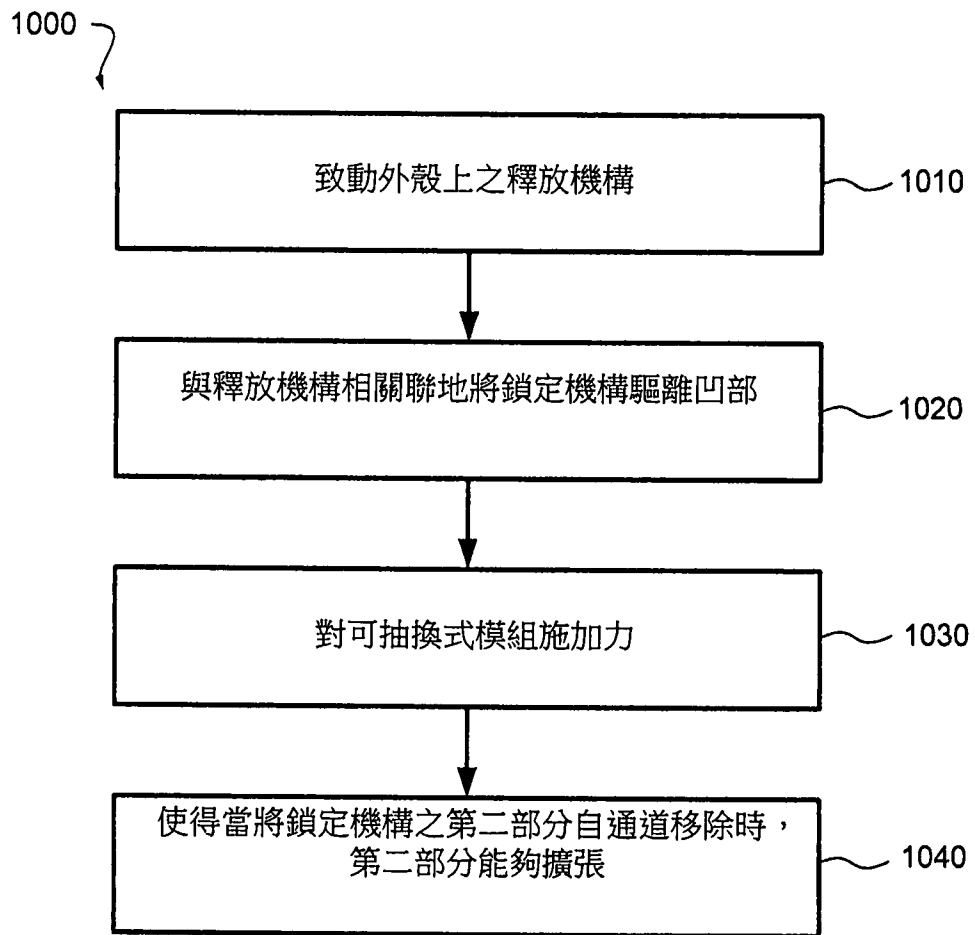 1000
致動外殼上之釋放機構
1010
與釋放機構相關聯地將鎖定機構驅離凹部
1020
對可抽換式模組施加力
1030
使得當將鎖定機構之第二部分自通道移除時，
第二部分能夠擴張
1040